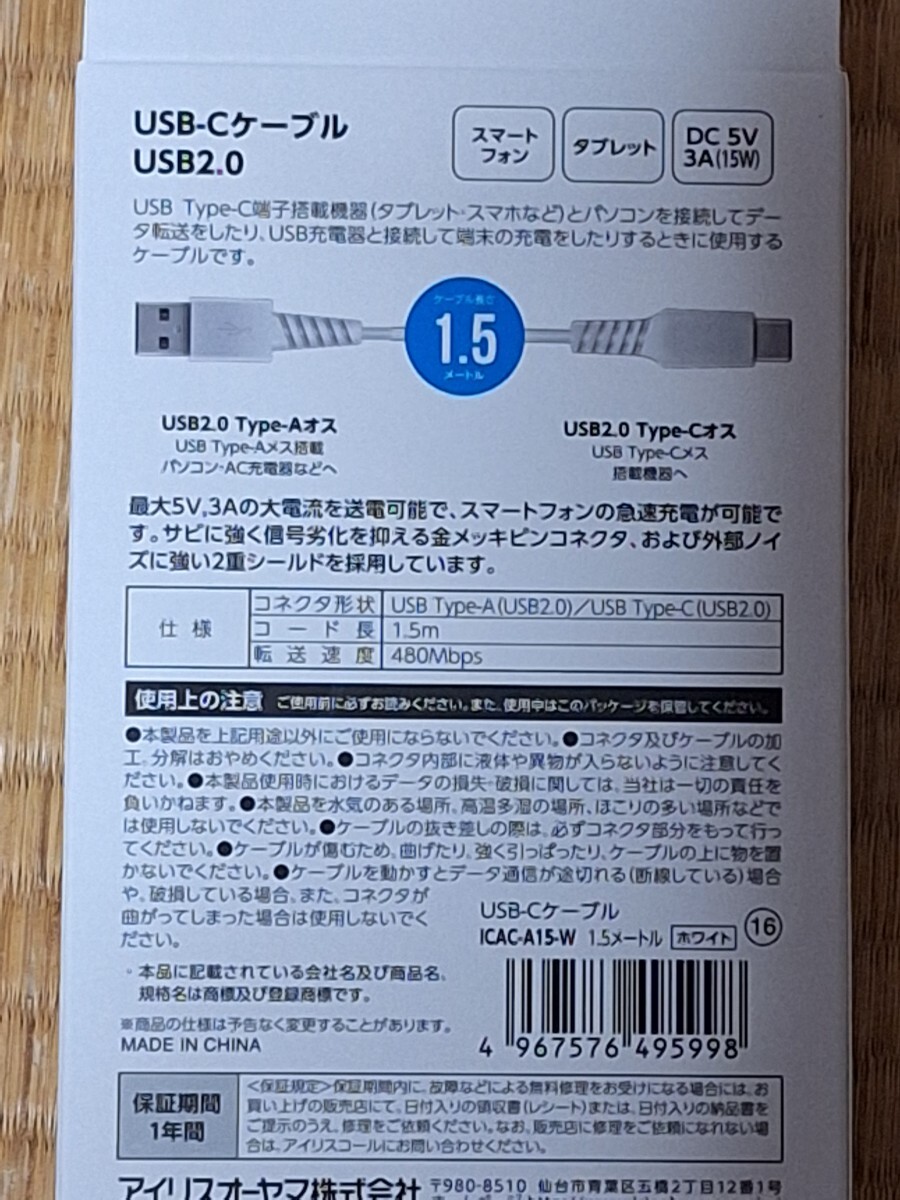 USB-Cケーブル
USB2.0
スマート
フォン
タブレット
DC 5V
3A(15W)
USB Type-C端子搭載機器(タブレット・スマホなど)とパソコンを接続してデー
タ転送をしたり、USB充電器と接続して端末の充電をしたりするときに使用する
ケーブルです。
ケーブル長さ
1.5
メートル
USB2.0 Type-Aオス
USB Type-Aメス搭載
パソコン・AC充電器などへ
USB2.0 Type-Cオス
USB Type-Cメス
搭載機器へ
最大5V,3Aの大電流を送電可能で、スマートフォンの急速充電が可能で
す。サビに強く信号劣化を抑える金メッキピンコネクタ、および外部ノイ
ズに強い2重シールドを採用しています。
仕様
コネクタ形状 USB Type-A(USB2.0)/USB Type-C(USB2.0)
コード長 1.5m
転送速度 480Mbps
使用上の注意 ご使用前に必ずお読みください。また、使用中はこのパッケージを保管してください。
●本製品を上記用途以外にご使用にならないでください。●コネクタ及びケーブルの加
工、分解はおやめください。●コネクタ内部に液体や異物が入らないように注意してく
ださい。●本製品使用時におけるデータの損失・破損に関しては、当社は一切の責任を
負いかねます。●本製品を水気のある場所、高温多湿の場所、ほこりの多い場所などで
は使用しないでください。●ケーブルの抜き差しの際は、必ずコネクタ部分をもって行っ
てください。●ケーブルが傷むため、曲げたり、強く引っぱったり、ケーブルの上に物を置
かないでください。●ケーブルを動かすとデータ通信が途切れる(断線している)場合
や、破損している場合、また、コネクタが
曲がってしまった場合は使用しないでく
ださい。
・本品に記載されている会社名及び商品名、
規格名は商標及び登録商標です。
※商品の仕様は予告なく変更することがあります。
MADE IN CHINA
USB-Cケーブル
ICAC-A15-W 1.5メートル ホワイト 16
4 967576 495998
保証期間
1年間
<保証規定>保証期間内に、故障などによる無料修理をお受けになる場合には、お
買い上げの販売店にて、日付入りの領収書(レシート)または、日付入りの納品書を
ご提示のうえ、修理をご依頼ください。なお、販売店に修理をご依頼になれない場
合は、アイリスコールにお問い合わせください。
アイリスオーヤマ株式会社 〒980-8510 仙台市青葉区五橋2丁目12番1号